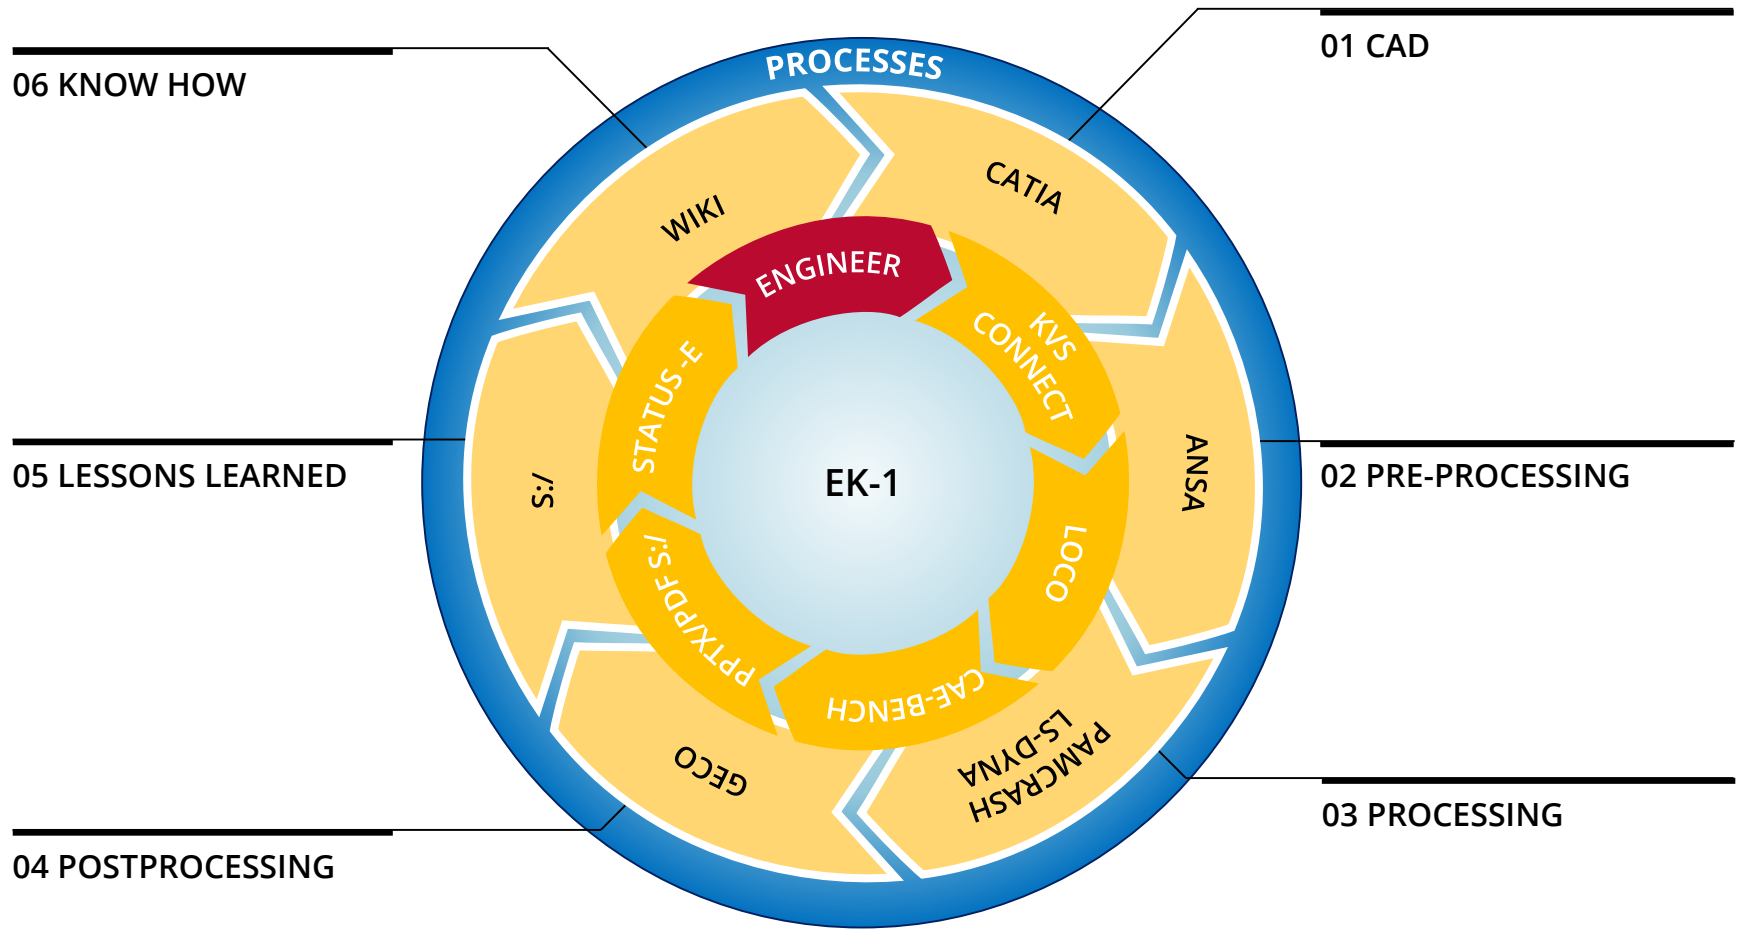 PROCESSES
01 CAD
02 PRE-PROCESSING
03 PROCESSING
04 POSTPROCESSING
05 LESSONS LEARNED
06 KNOW HOW
CATIA
ANSA
PAMCRASH
LS-DYNA
GECO
/:S
WIKI
ENGINEER
KVS
CONNECT
LOCO
CAE-BENCH
PPTX/PDF S:/
STATUS -E
EK-1